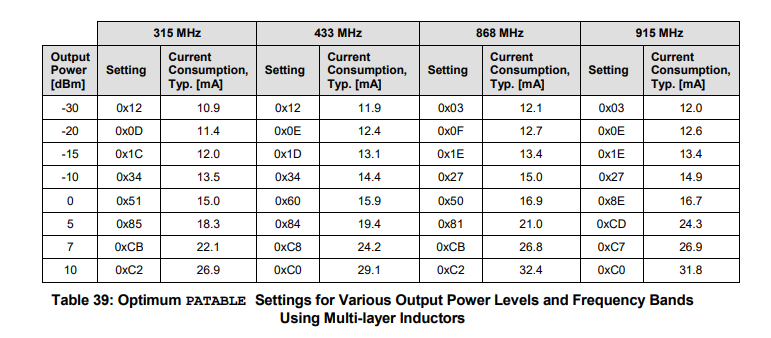 315 MHz 433 MHz 868 MHz 915 MHz
Output Power [dBm] Setting Current Consumption, Typ. [mA] Setting Current Consumption, Typ. [mA] Setting Current Consumption, Typ. [mA] Setting Current Consumption, Typ. [mA]
-30 0x12 10.9 0x12 11.9 0x03 12.1 0x03 12.0
-20 0x0D 11.4 0x0E 12.4 0x0F 12.7 0x0E 12.6
-15 0x1C 12.0 0x1D 13.1 0x1E 13.4 0x1E 13.4
-10 0x34 13.5 0x34 14.4 0x27 15.0 0x27 14.9
0 0x51 15.0 0x60 15.9 0x50 16.9 0x8E 16.7
5 0x85 18.3 0x84 19.4 0x81 21.0 0xCD 24.3
7 0xCB 22.1 0xC8 24.2 0xCB 26.8 0xC7 26.9
10 0xC2 26.9 0xC0 29.1 0xC2 32.4 0xC0 31.8
Table 39: Optimum PATABLE Settings for Various Output Power Levels and Frequency Bands
Using Multi-layer Inductors